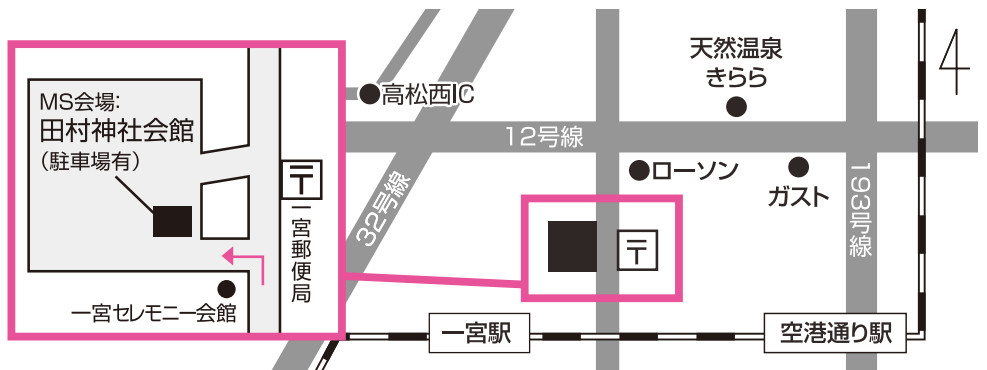 MS会場:
田村神社会館
(駐車場有)
〒
一宮郵便局
一宮セレモニー会館
高松西IC
32号線
12号線
天然温泉
きらら
ローソン
ガスト
193号線
〒
一宮駅
空港通り駅
4